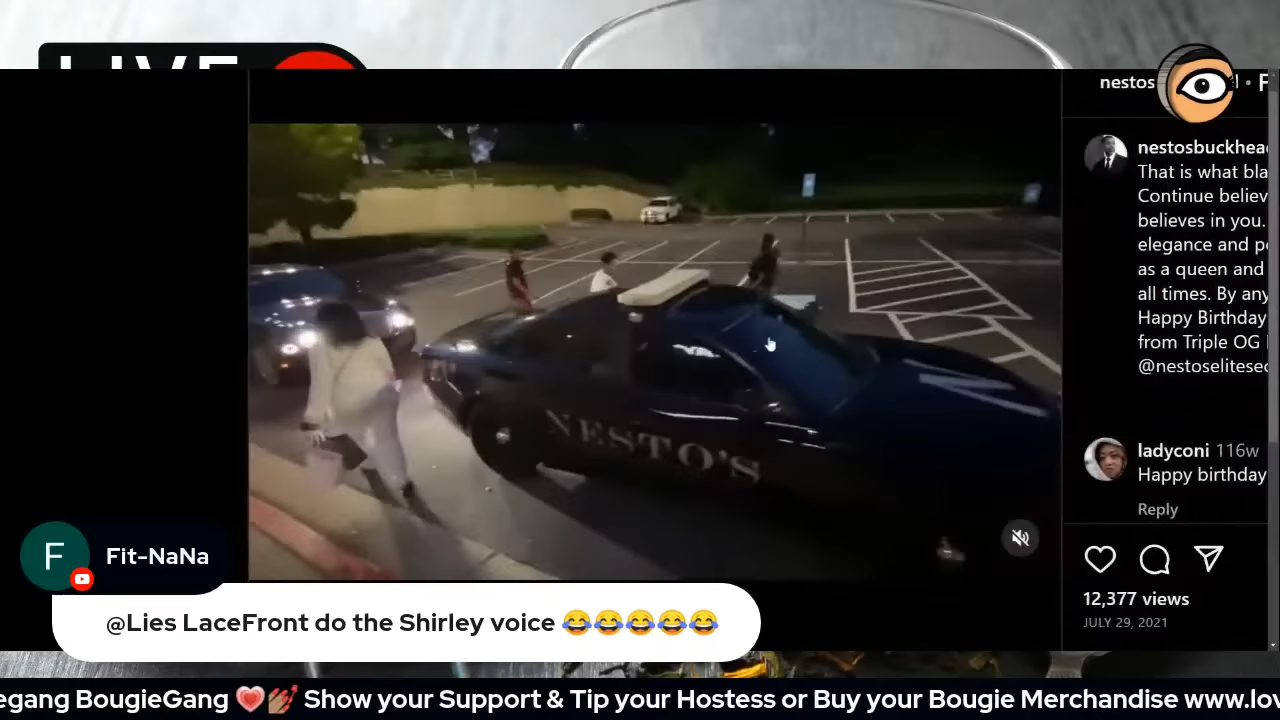 LIVE
nestos
nestosbuckhead
That is what bla
Continue believ
believes in you.
elegance and p
as a queen and
all times. By any
Happy Birthday
from Triple OG
@nestoselitese
NESTO'S
ladyconi 116w
Happy birthday
Reply
12,377 views
JULY 29, 2021
F
Fit-NaNa
@Lies LaceFront do the Shirley voice 😂😂😂😂😂
egang BougieGang 💗💅🏾 Show your Support & Tip your Hostess or Buy your Bougie Merchandise www.lov